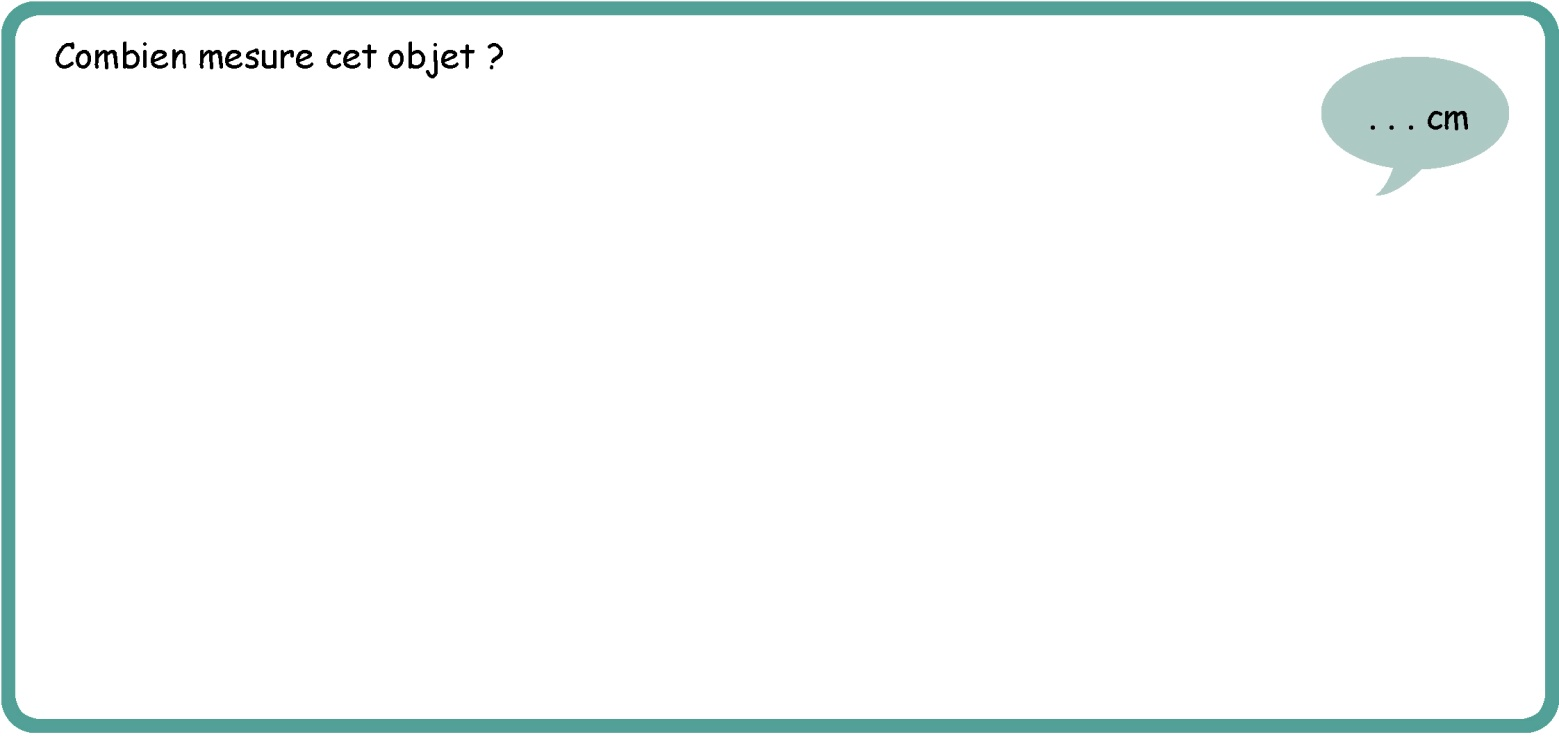 Combien mesure cet objet ?
. . . cm